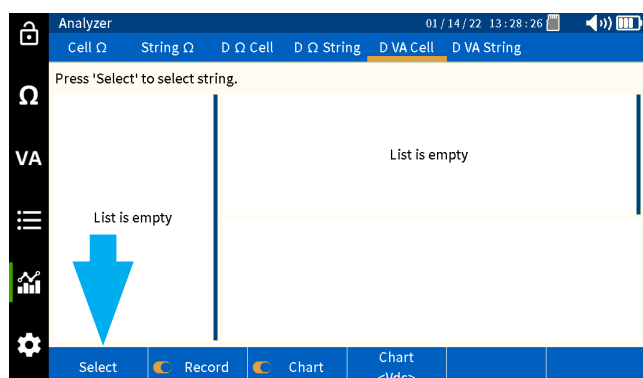 Analyzer 01/14/22 13:28:26
Cell Ω String Ω D Ω Cell D Ω String D VA Cell D VA String
Press 'Select' to select string.
Ω
VA
List is empty
List is empty
Select Record Chart Chart
<Vdc>